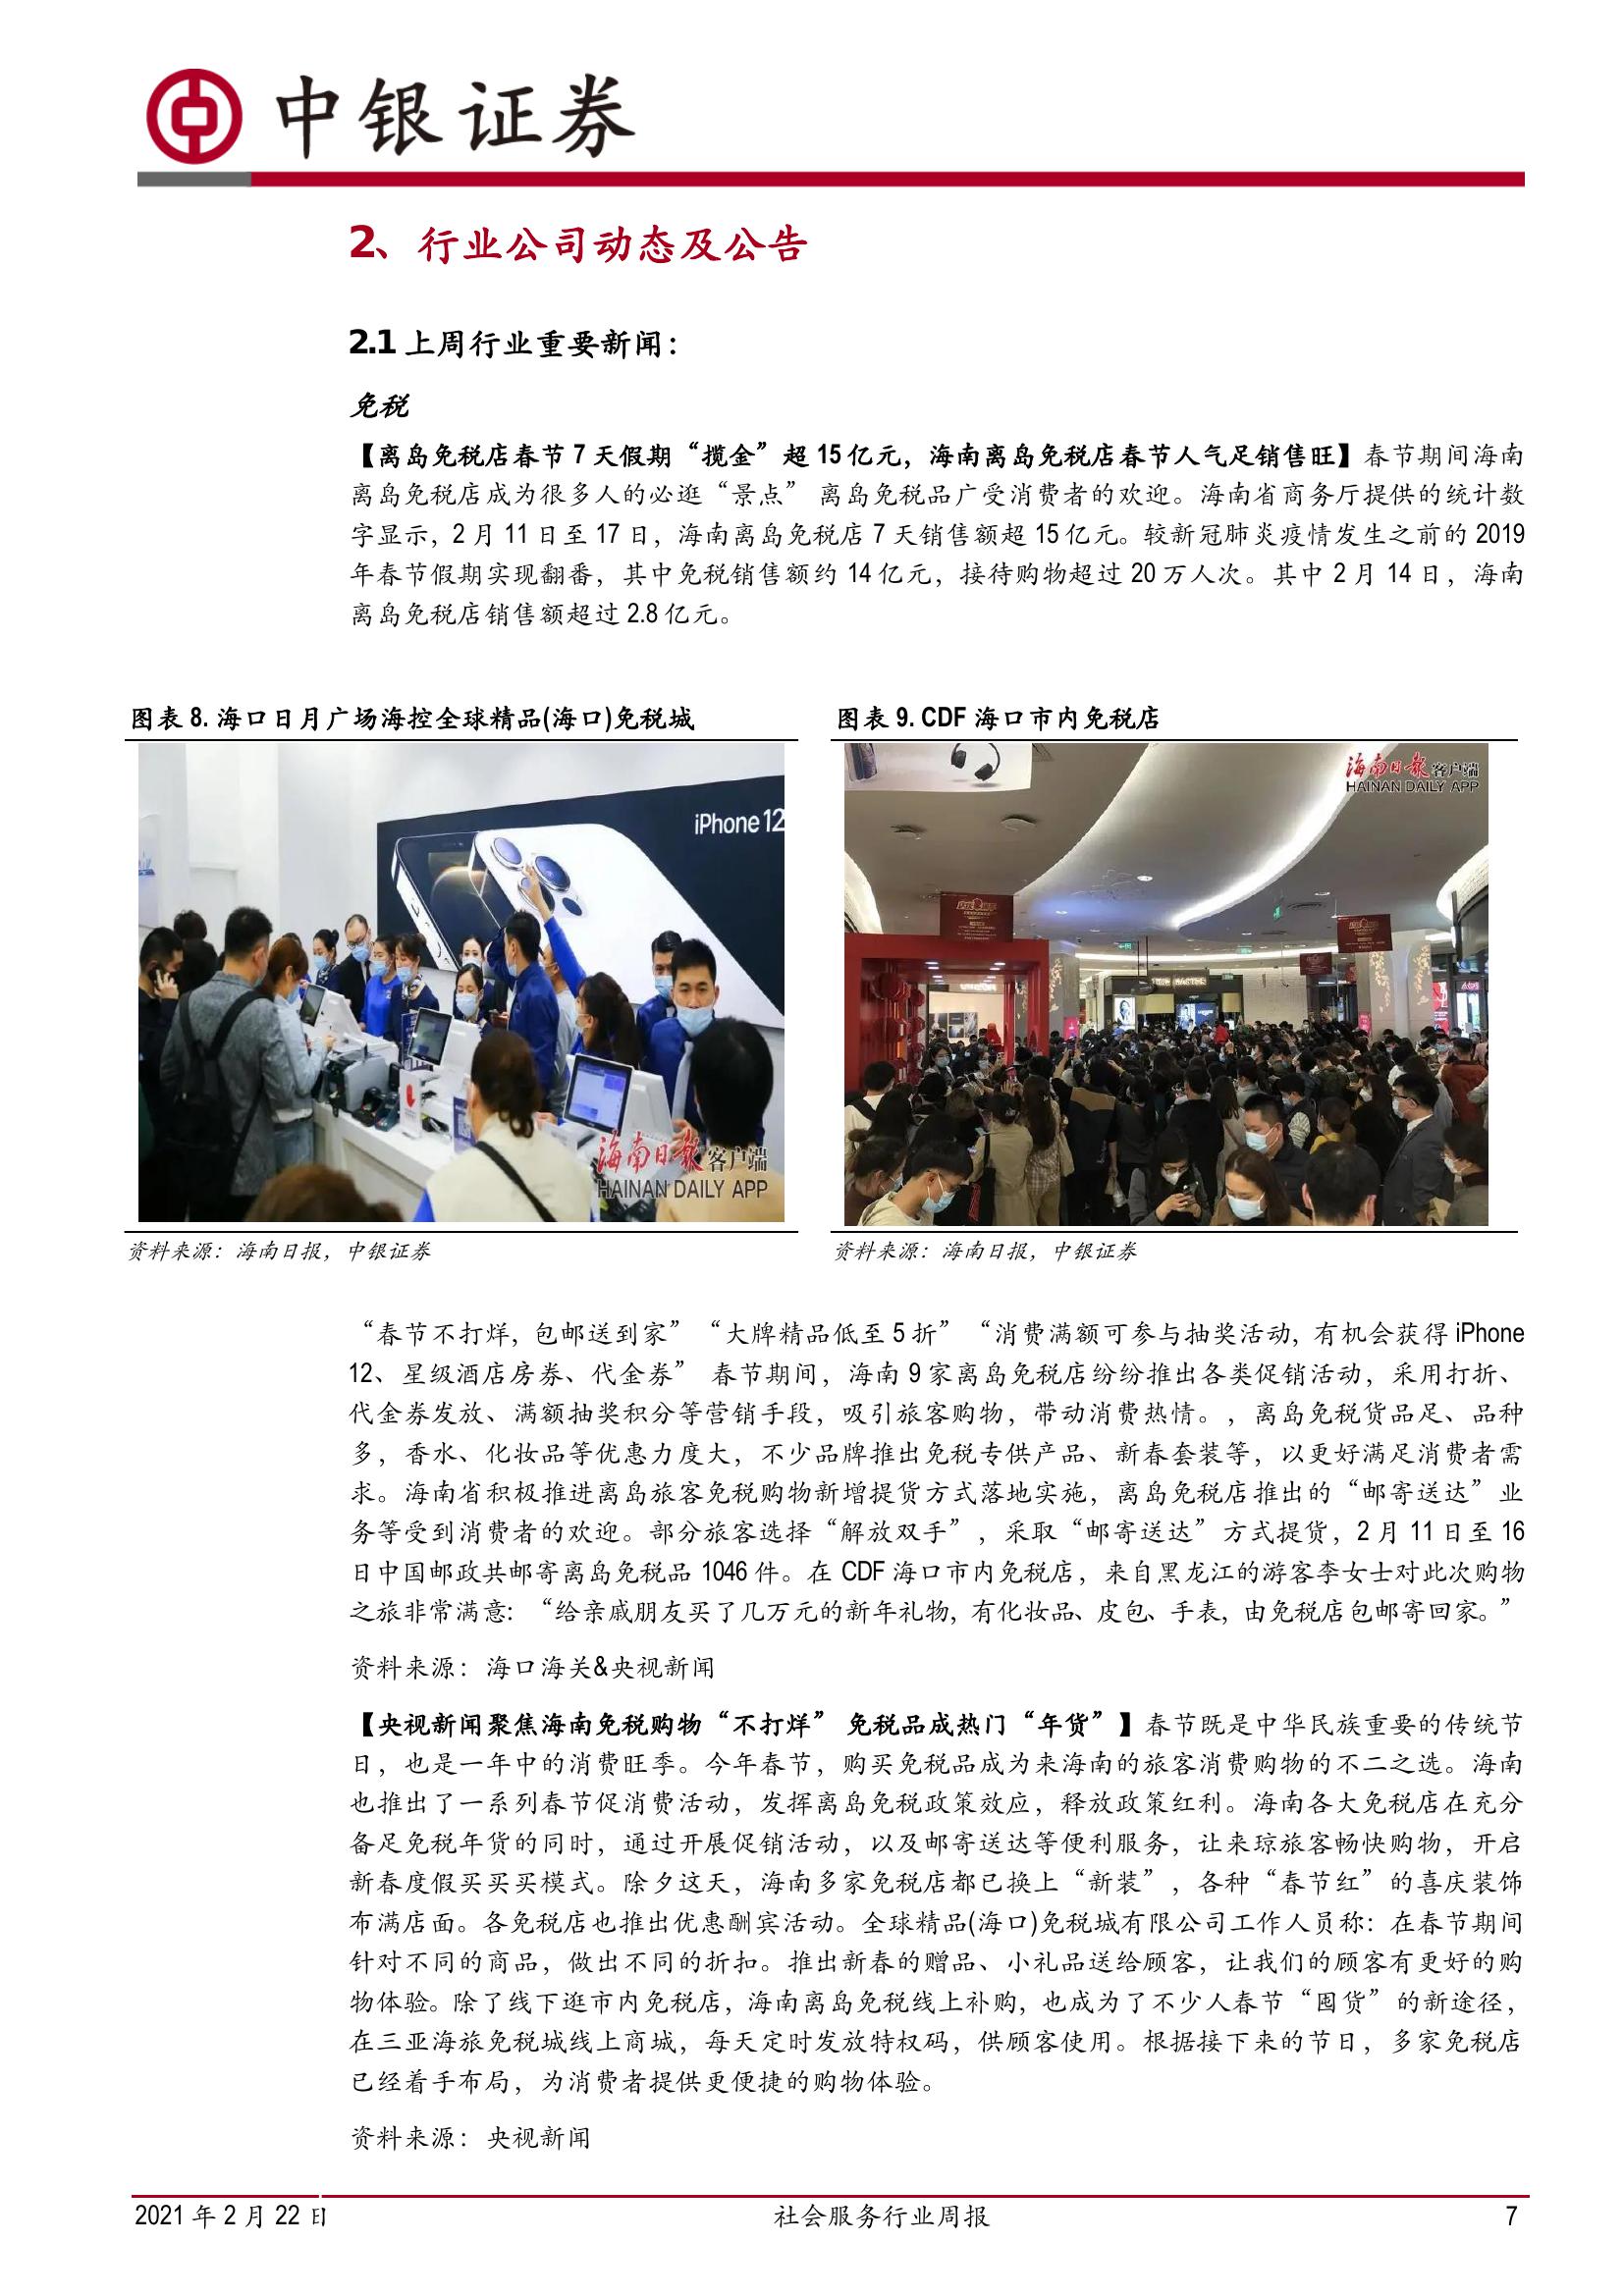 中银证券
2、行业公司动态及公告
2.1 上周行业重要新闻：
免税
【离岛免税店春节 7 天假期“揽金”超 15 亿元，海南离岛免税店春节人气足销售旺】春节期间海南
离岛免税店成为很多人的必逛“景点” 离岛免税品广受消费者的欢迎。海南省商务厅提供的统计数
字显示，2 月 11 日至 17 日，海南离岛免税店 7 天销售额超 15 亿元。较新冠肺炎疫情发生之前的 2019
年春节假期实现翻番，其中免税销售额约 14 亿元，接待购物超过 20 万人次。其中 2 月 14 日，海南
离岛免税店销售额超过 2.8 亿元。
图表 8. 海口日月广场海控全球精品(海口)免税城
iPhone 12
海南日报客户端
HAINAN DAILY APP
资料来源：海南日报，中银证券
图表 9. CDF 海口市内免税店
海南日报客户端
HAINAN DAILY APP
资料来源：海南日报，中银证券
“春节不打烊，包邮送到家”“大牌精品低至 5 折”“消费满额可参与抽奖活动，有机会获得 iPhone
12、星级酒店房券、代金券” 春节期间，海南 9 家离岛免税店纷纷推出各类促销活动，采用打折、
代金券发放、满额抽奖积分等营销手段，吸引旅客购物，带动消费热情。，离岛免税货品足、品种
多，香水、化妆品等优惠力度大，不少品牌推出免税专供产品、新春套装等，以更好满足消费者需
求。海南省积极推进离岛旅客免税购物新增提货方式落地实施，离岛免税店推出的“邮寄送达”业
务等受到消费者的欢迎。部分旅客选择“解放双手”，采取“邮寄送达”方式提货，2 月 11 日至 16
日中国邮政共邮寄离岛免税品 1046 件。在 CDF 海口市内免税店，来自黑龙江的游客李女士对此次购物
之旅非常满意：“给亲戚朋友买了几万元的新年礼物，有化妆品、皮包、手表，由免税店包邮寄回家。”
资料来源：海口海关&央视新闻
【央视新闻聚焦海南免税购物“不打烊” 免税品成热门“年货”】春节既是中华民族重要的传统节
日，也是一年中的消费旺季。今年春节，购买免税品成为来海南的旅客消费购物的不二之选。海南
也推出了一系列春节促消费活动，发挥离岛免税政策效应，释放政策红利。海南各大免税店在充分
备足免税年货的同时，通过开展促销活动，以及邮寄送达等便利服务，让来琼旅客畅快购物，开启
新春度假买买买模式。除夕这天，海南多家免税店都已换上“新装”，各种“春节红”的喜庆装饰
布满店面。各免税店也推出优惠酬宾活动。全球精品(海口)免税城有限公司工作人员称：在春节期间
针对不同的商品，做出不同的折扣。推出新春的赠品、小礼品送给顾客，让我们的顾客有更好的购
物体验。除了线下逛市内免税店，海南离岛免税线上补购，也成为了不少人春节“囤货”的新途径，
在三亚海旅免税城线上商城，每天定时发放特权码，供顾客使用。根据接下来的节日，多家免税店
已经着手布局，为消费者提供更便捷的购物体验。
资料来源：央视新闻
2021 年 2 月 22 日
社会服务行业周报
7